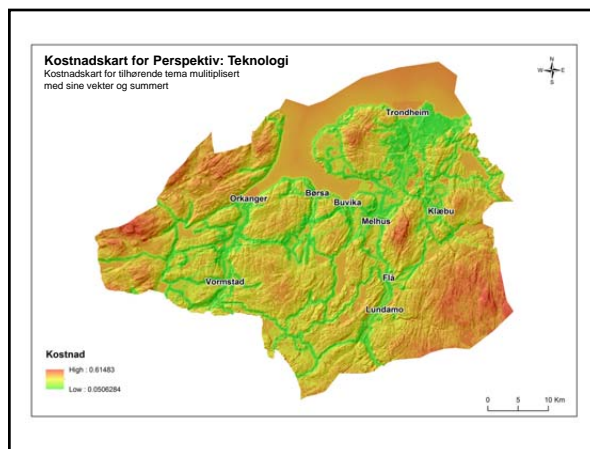 Kostnadskart for Perspektiv: Teknologi
Kostnadskart for tilhørende tema mulitiplisert
med sine vekter og summert
N
W E
S
Trondheim
Orkanger
Børsa
Buvika
Melhus
Klæbu
Vormstad
Flå
Lundamo
Kostnad
High : 0.61483
Low : 0.0506284
0 5 10 Km